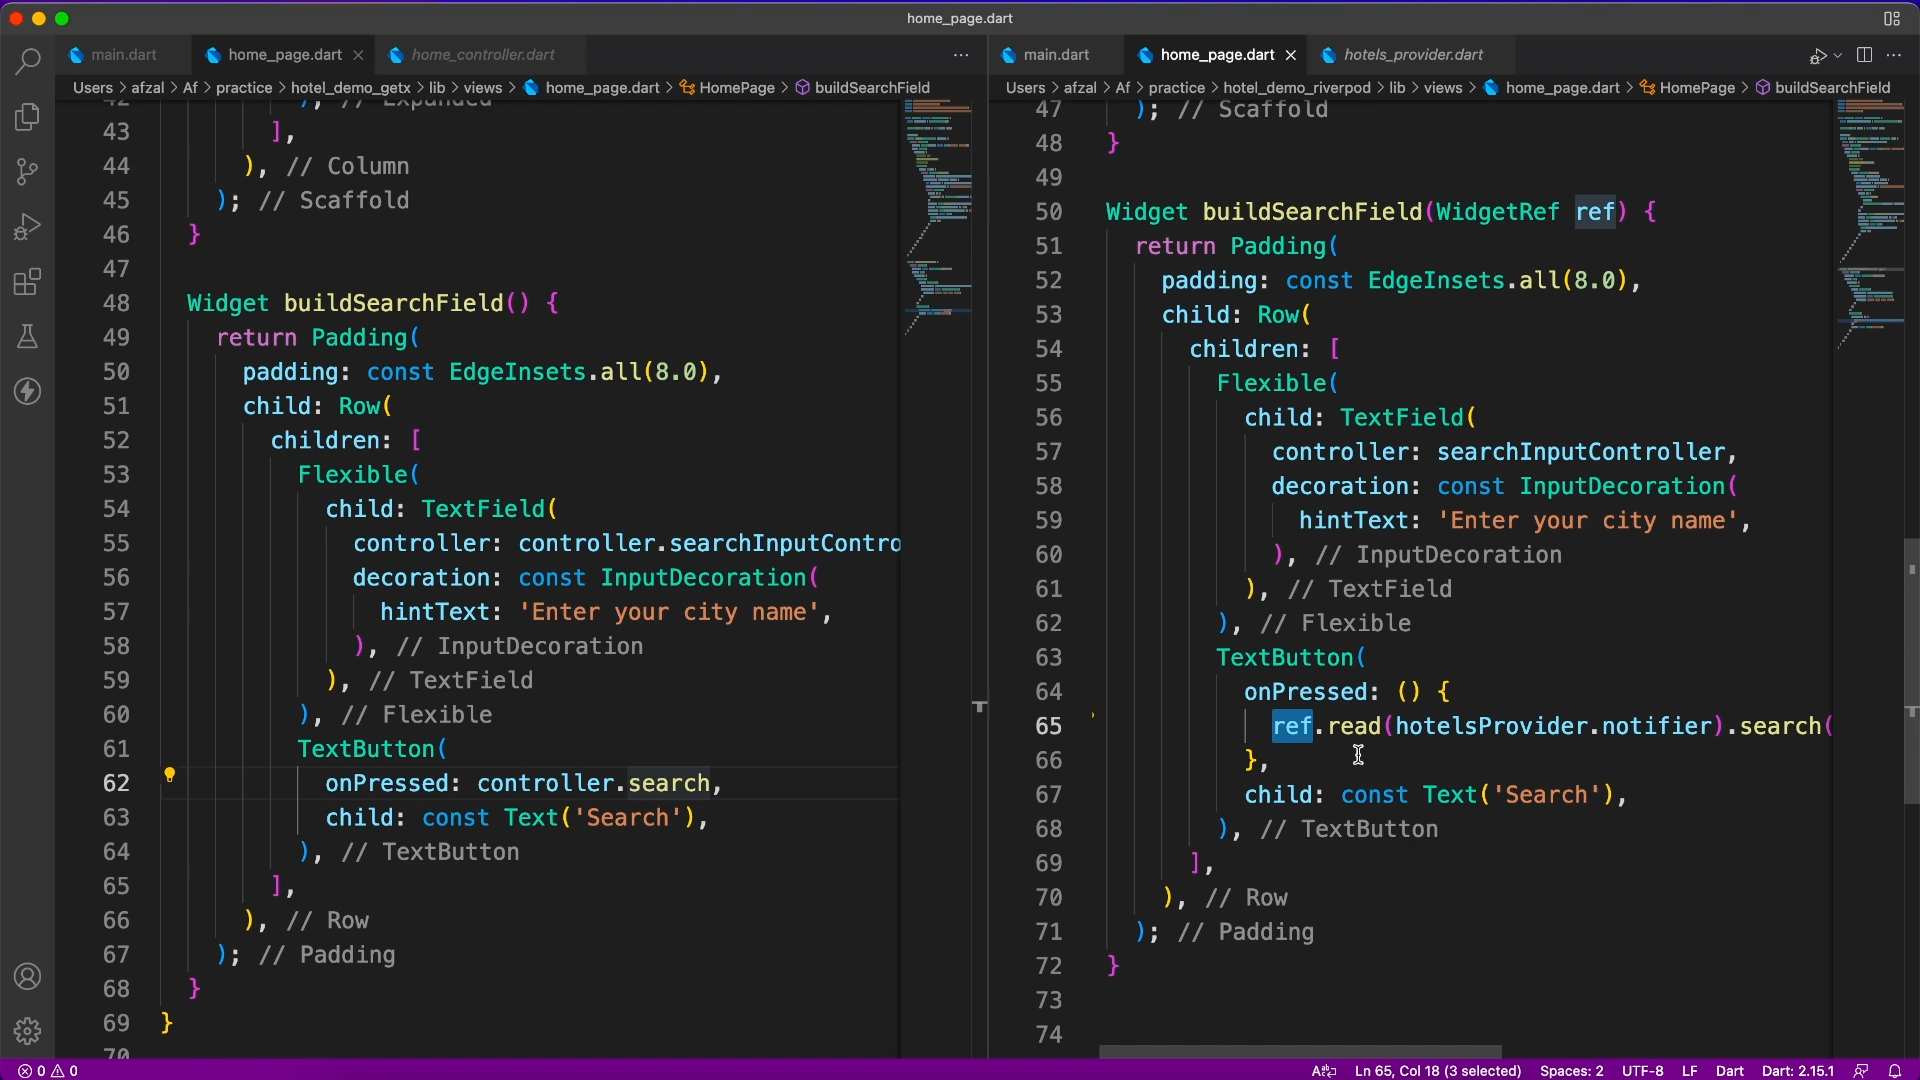 home_page.dart
main.dart
home_page.dart
home_controller.dart
Users > afzal > Af > practice > hotel_demo_getx > lib > views > home_page.dart > HomePage > buildSearchField
42 ), // Expanded
43 ],
44 ), // Column
45 ); // Scaffold
46 }
47
48 Widget buildSearchField() {
49 return Padding(
50 padding: const EdgeInsets.all(8.0),
51 child: Row(
52 children: [
53 Flexible(
54 child: TextField(
55 controller: controller.searchInputContro
56 decoration: const InputDecoration(
57 hintText: 'Enter your city name',
58 ), // InputDecoration
59 ), // TextField
60 ), // Flexible
61 TextButton(
62 onPressed: controller.search,
63 child: const Text('Search'),
64 ), // TextButton
65 ],
66 ), // Row
67 ); // Padding
68 }
69 }
70
main.dart
home_page.dart
hotels_provider.dart
Users > afzal > Af > practice > hotel_demo_riverpod > lib > views > home_page.dart > HomePage > buildSearchField
47 ); // Scaffold
48 }
49
50 Widget buildSearchField(WidgetRef ref) {
51 return Padding(
52 padding: const EdgeInsets.all(8.0),
53 child: Row(
54 children: [
55 Flexible(
56 child: TextField(
57 controller: searchInputController,
58 decoration: const InputDecoration(
59 hintText: 'Enter your city name',
60 ), // InputDecoration
61 ), // TextField
62 ), // Flexible
63 TextButton(
64 onPressed: () {
65 ref.read(hotelsProvider.notifier).search(
66 },
67 child: const Text('Search'),
68 ), // TextButton
69 ],
70 ), // Row
71 ); // Padding
72 }
73
74
0 0
Ln 65, Col 18 (3 selected) Spaces: 2 UTF-8 LF Dart Dart: 2.15.1